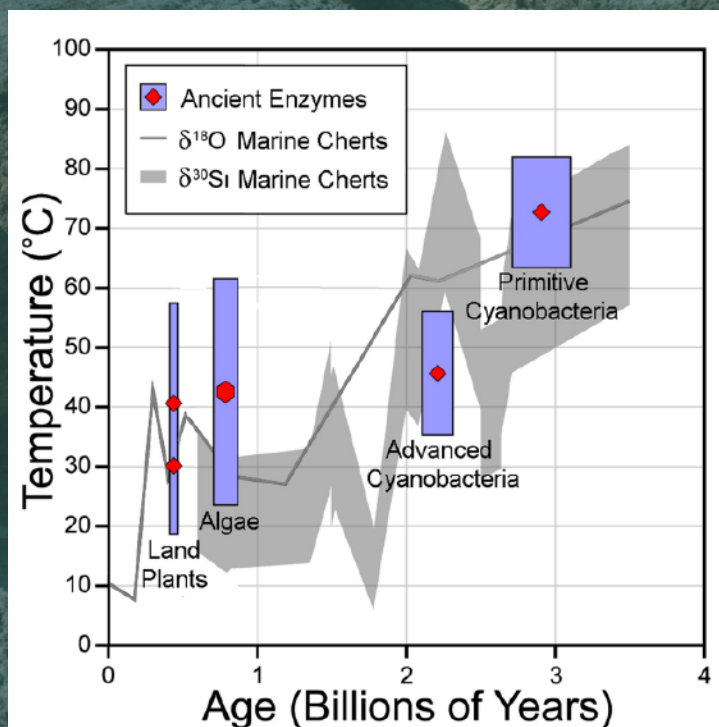 100
90
80
70
60
50
40
30
20
10
0
Temperature (°C)
Ancient Enzymes
δ¹⁸O Marine Cherts
δ³⁰Sı Marine Cherts
Primitive
Cyanobacteria
Advanced
Cyanobacteria
Algae
Land
Plants
0 1 2 3 4
Age (Billions of Years)